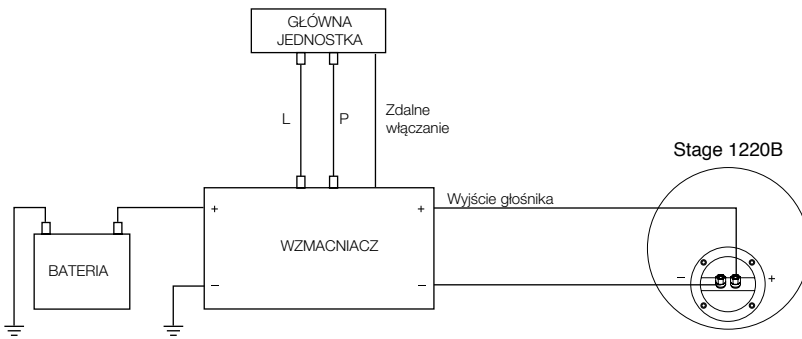 GŁÓWNA
JEDNOSTKA
L
P
Zdalne
włączanie
Stage 1220B
+
+
Wyjście głośnika
BATERIA
WZMACNIACZ
–
+
–
–